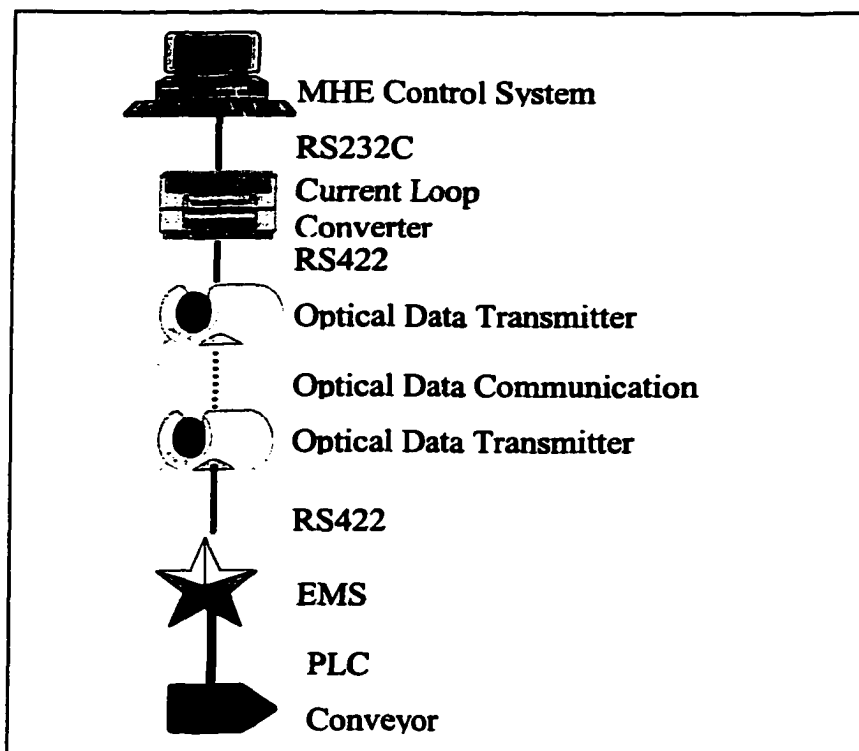 MHE Control System
RS232C
Current Loop
Converter
RS422
Optical Data Transmitter
Optical Data Communication
Optical Data Transmitter
RS422
EMS
PLC
Conveyor